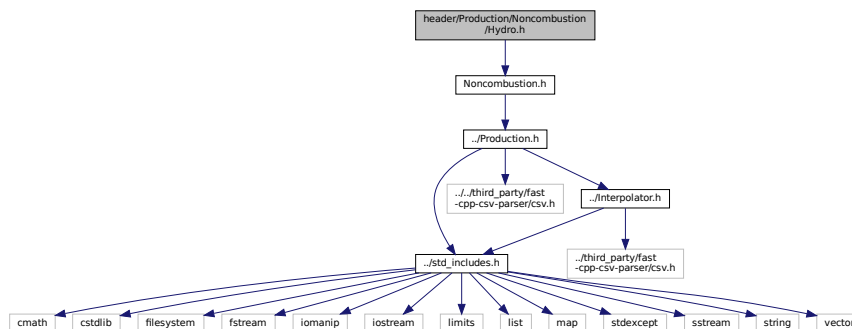 header/Production/Noncombustion
/Hydro.h
Noncombustion.h
../Production.h
../../third_party/fast
-cpp-csv-parser/csv.h
../Interpolator.h
../third_party/fast
-cpp-csv-parser/csv.h
../std_includes.h
cmath
cstdlib
filesystem
fstream
iomanip
iostream
limits
list
map
stdexcept
sstream
string
vector